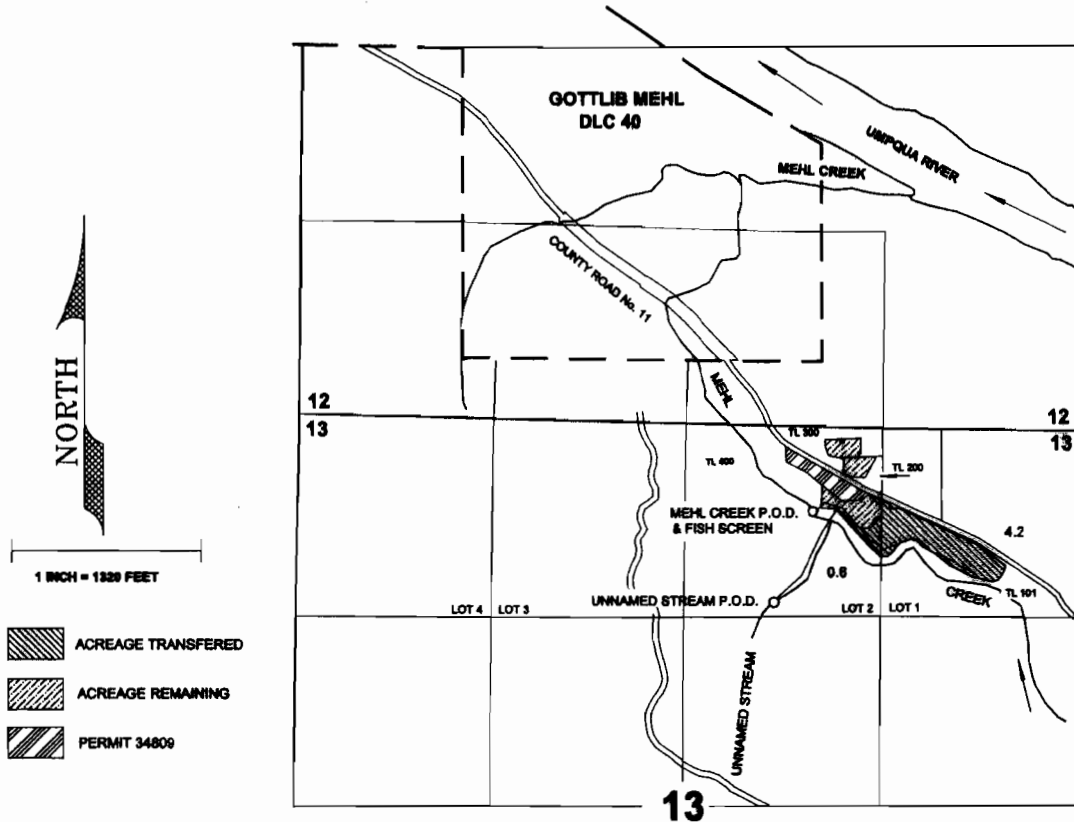 GOTTLIB MEHL
DLC 40
UMPQUA RIVER
MEHL CREEK
COUNTY ROAD No. 11
NORTH
MEHL
12
13
12
13
TL 300
TL 400
TL 200
MEHL CREEK P.O.D.
& FISH SCREEN
4.2
0.6
CREEK
TL 101
1 INCH = 1320 FEET
UNNAMED STREAM P.O.D.
LOT 4
LOT 3
LOT 2
LOT 1
ACREAGE TRANSFERED
ACREAGE REMAINING
PERMIT 34809
UNNAMED STREAM
13